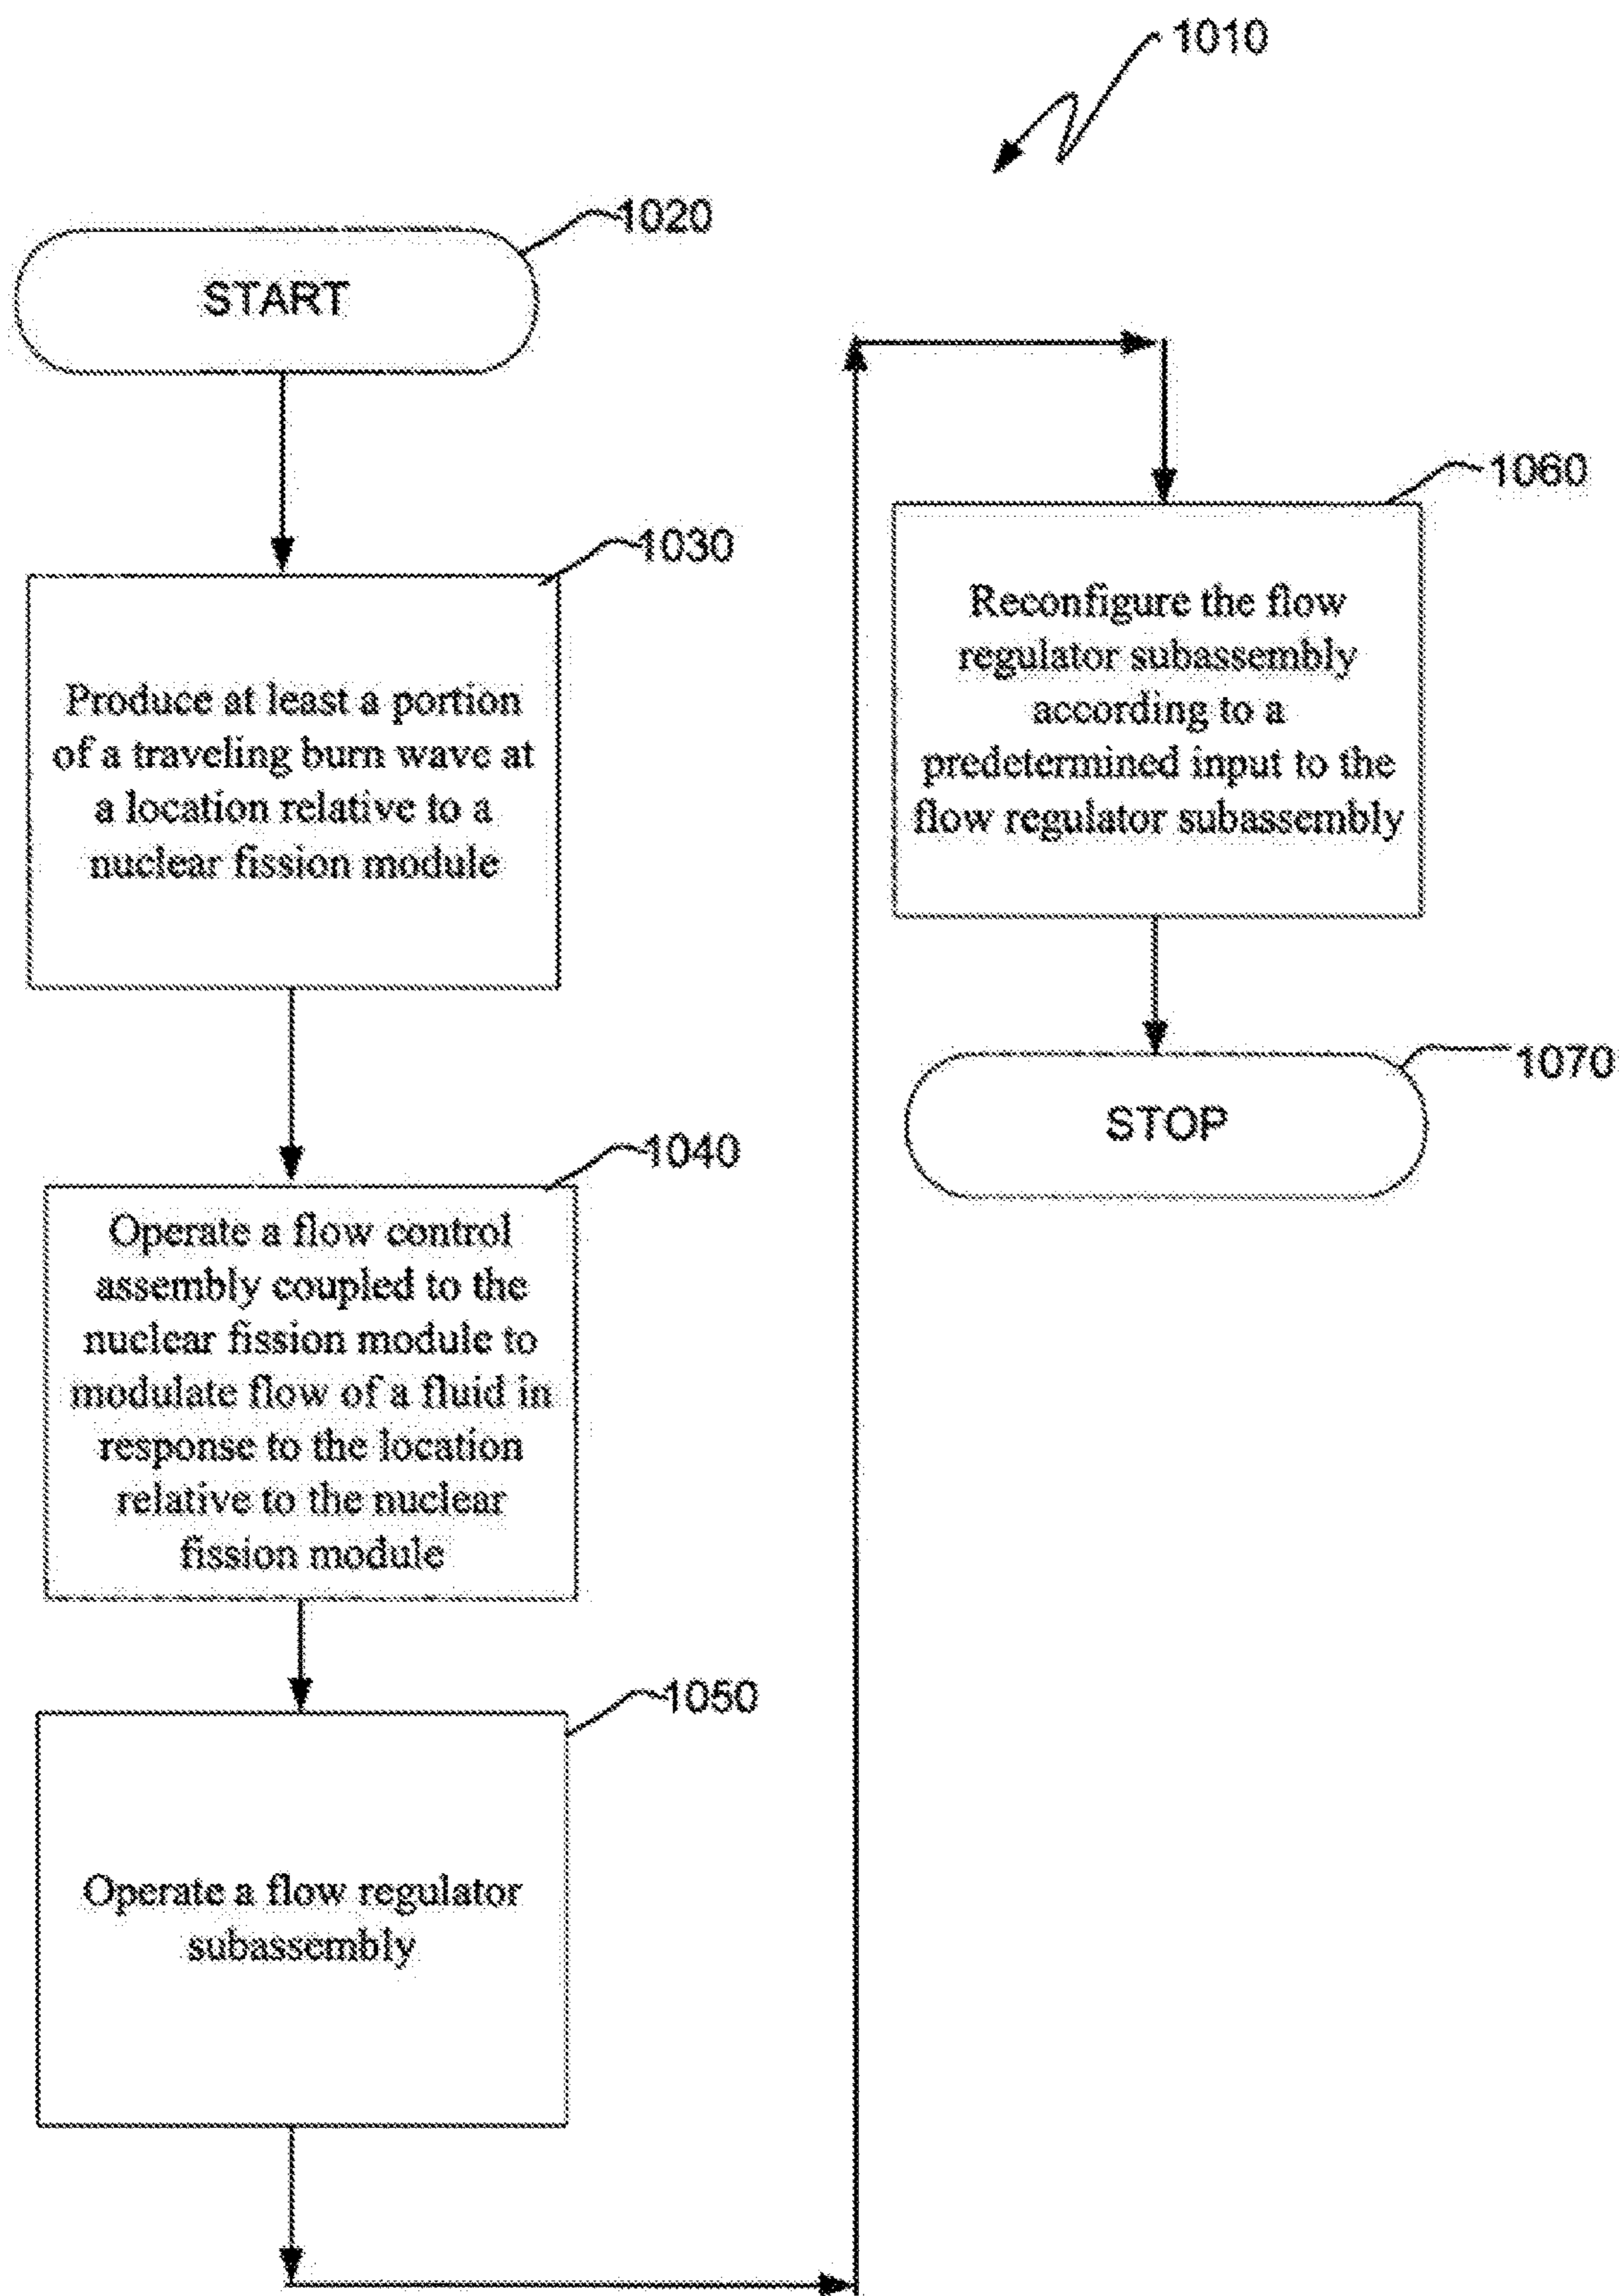 1010
1020
START
1030
Produce at least a portion
of a traveling burn wave at
a location relative to a
nuclear fission module
1040
Operate a flow control
assembly coupled to the
nuclear fission module to
modulate flow of a fluid in
response to the location
relative to the nuclear
fission module
1050
Operate a flow regulator
subassembly
1060
Reconfigure the flow
regulator subassembly
according to a
predetermined input to the
flow regulator subassembly
1070
STOP